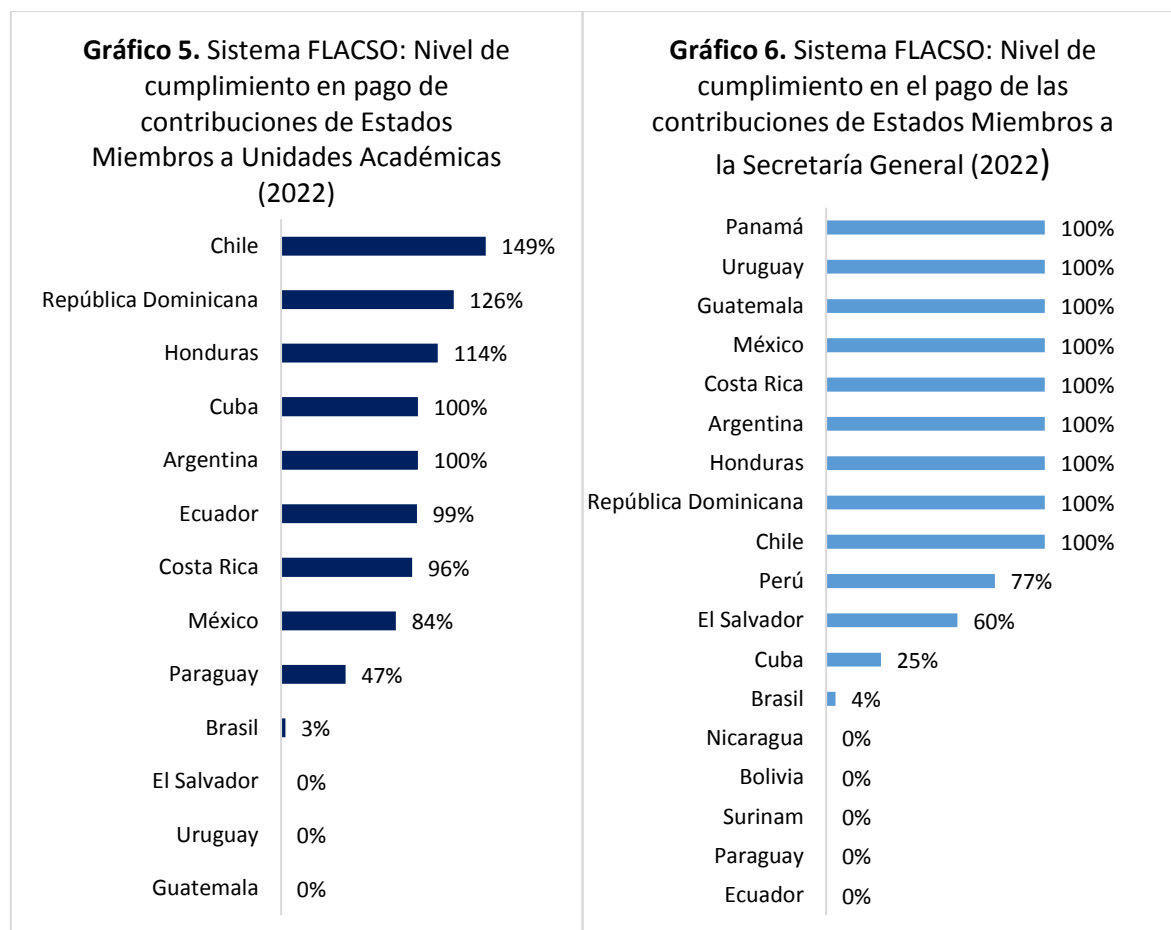 Gráfico 5. Sistema FLACSO: Nivel de
cumplimiento en pago de
contribuciones de Estados
Miembros a Unidades Académicas
(2022)
Chile 149%
República Dominicana 126%
Honduras 114%
Cuba 100%
Argentina 100%
Ecuador 99%
Costa Rica 96%
México 84%
Paraguay 47%
Brasil 3%
El Salvador 0%
Uruguay 0%
Guatemala 0%
Gráfico 6. Sistema FLACSO: Nivel de
cumplimiento en el pago de las
contribuciones de Estados Miembros a
la Secretaría General (2022)
Panamá 100%
Uruguay 100%
Guatemala 100%
México 100%
Costa Rica 100%
Argentina 100%
Honduras 100%
República Dominicana 100%
Chile 100%
Perú 77%
El Salvador 60%
Cuba 25%
Brasil 4%
Nicaragua 0%
Bolivia 0%
Surinam 0%
Paraguay 0%
Ecuador 0%